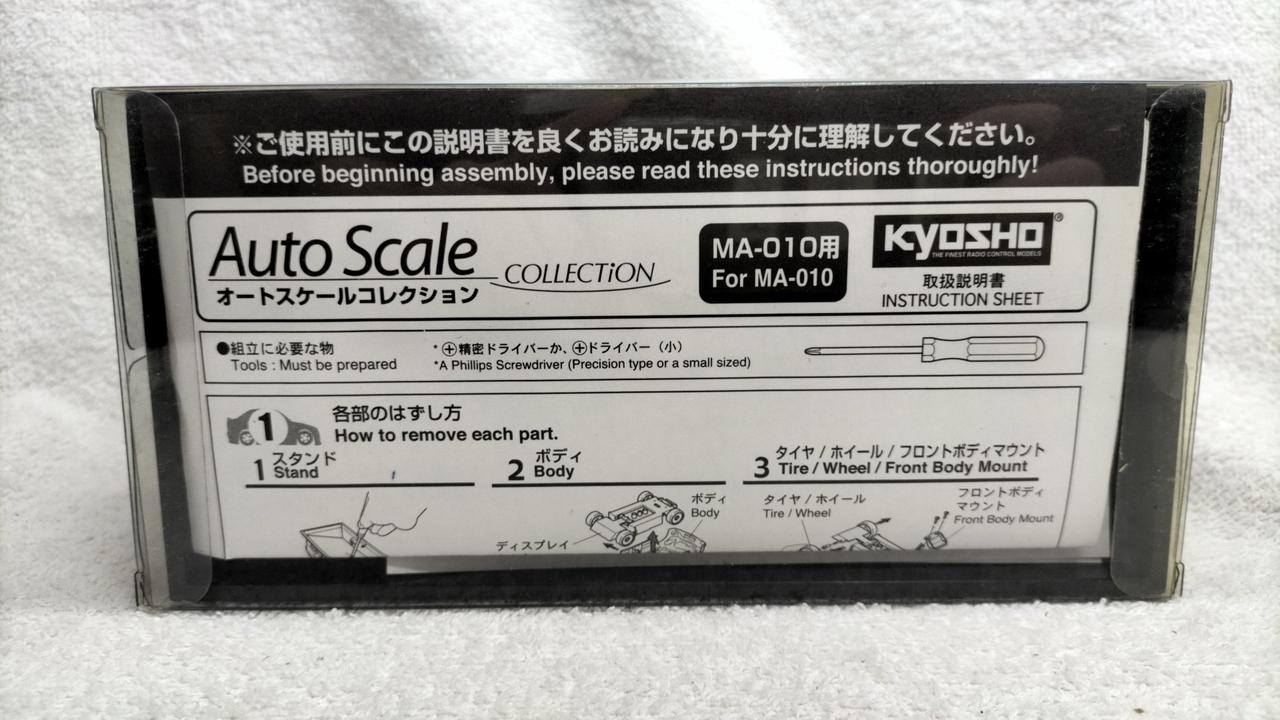 ※ご使用前にこの説明書を良くお読みになり十分に理解してください。
Before beginning assembly, please read these instructions thoroughly!
Auto Scale COLLECTiON
オートスケールコレクション
MA-010用
For MA-010
KYOSHO®
THE FINEST RADIO CONTROL MODELS
取扱説明書
INSTRUCTION SHEET
●組立に必要な物
Tools : Must be prepared
*⊕精密ドライバーか、⊕ドライバー（小）
*A Phillips Screwdriver (Precision type or a small sized)
1
各部のはずし方
How to remove each part.
1 スタンド
Stand
2 ボディ
Body
3 タイヤ / ホイール / フロントボディマウント
Tire / Wheel / Front Body Mount
ボディ
Body
ディスプレイ
タイヤ / ホイール
Tire / Wheel
フロントボディ
マウント
Front Body Mount